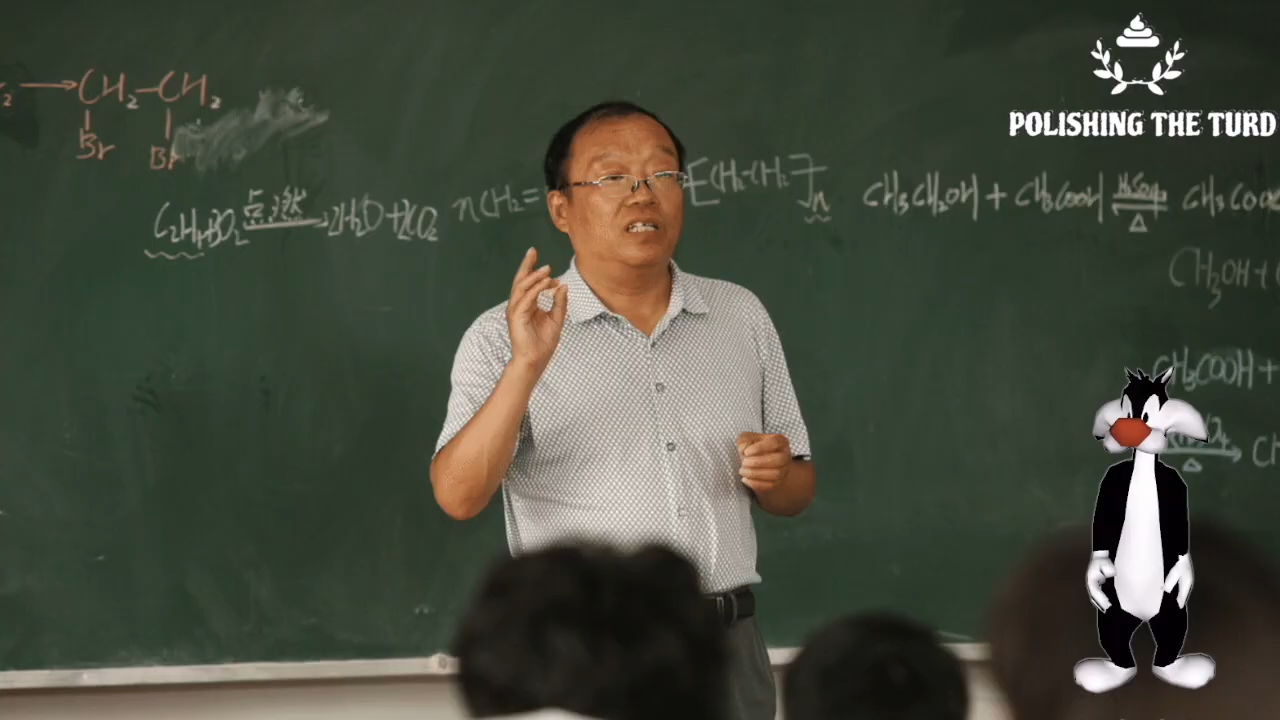 POLISHING THE TURD
→CH₂—CH₂
Br Br
C₂H₄+3O₂ 点燃 2H₂O+2CO₂
nCH₂=
[CH₂-CH₂]n
CH₃CH₂OH + CH₃COOH H₂SO₄ △ CH₃COO
CH₃OH +
CH₃COOH +
△